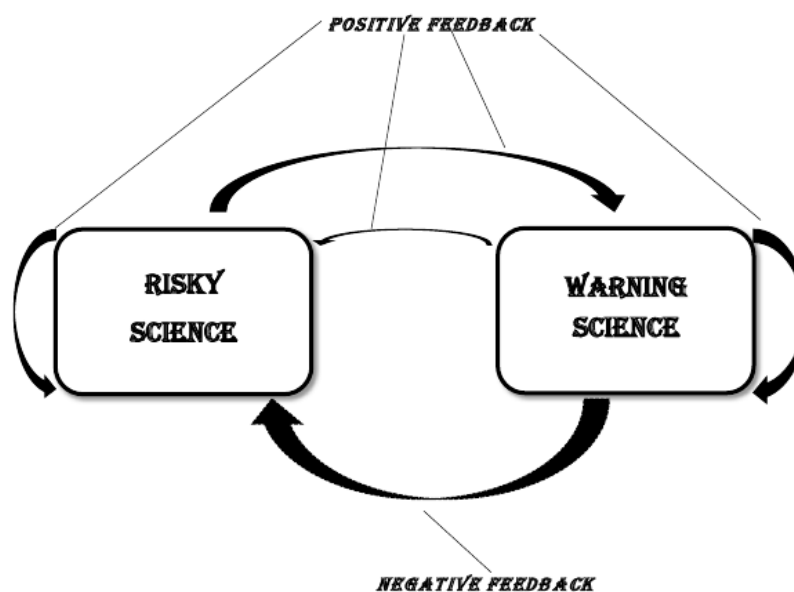 POSITIVE FEEDBACK
RISKY
SCIENCE
WARNING
SCIENCE
NEGATIVE FEEDBACK